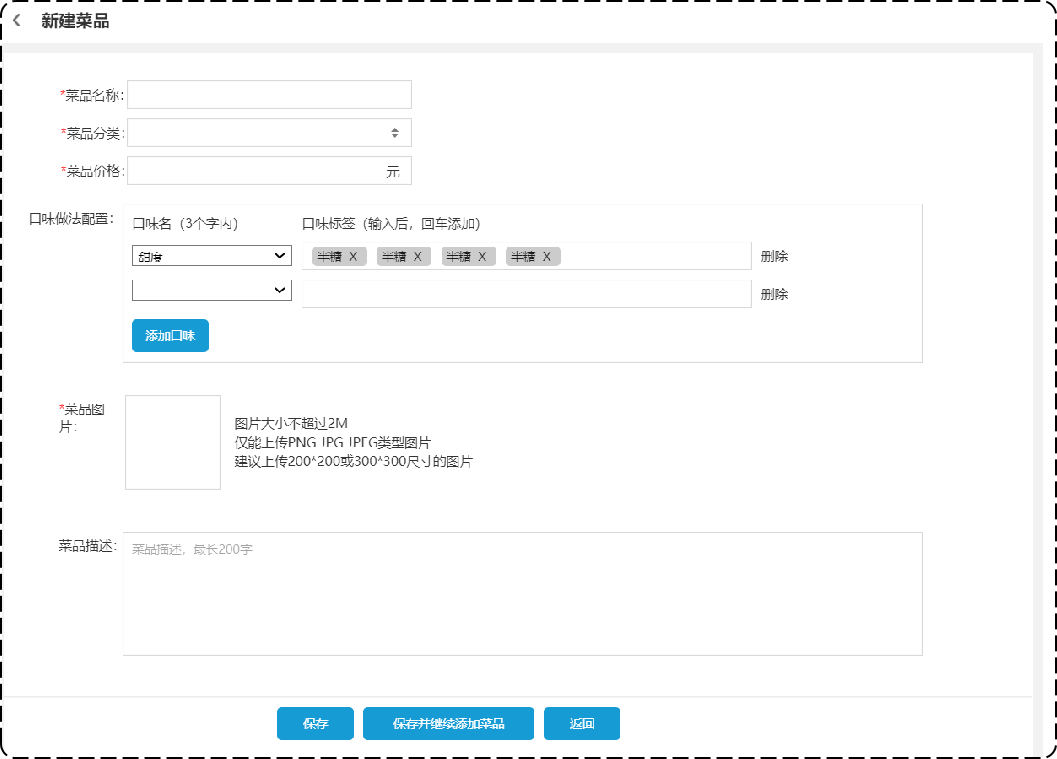 新建菜品
*菜品名称:
*菜品分类:
*菜品价格: 元
口味做法配置:
口味名（3个字内） 口味标签（输入后，回车添加）
甜度 半糖 X 半糖 X 半糖 X 半糖 X 删除
删除
添加口味
*菜品图
片:
图片大小不超过2M
仅能上传PNG JPG JPEG类型图片
建议上传200*200或300*300尺寸的图片
菜品描述:
菜品描述，最长200字
保存 保存并继续添加菜品 返回